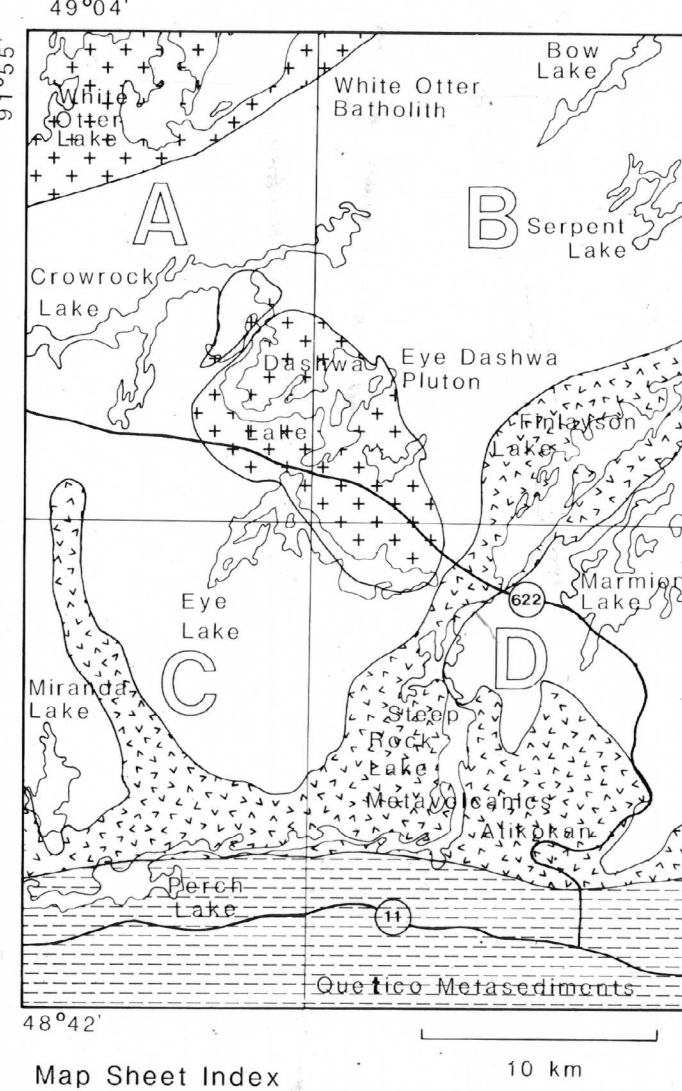 49°04'
91°55'
White
Otter
Lake
White Otter
Batholith
Bow
Lake
A
B
Serpent
Lake
Crowrock
Lake
Dashwa
Lake
Eye Dashwa
Pluton
Finlayson
Lake
Eye
Lake
Marmion
Lake
622
C
D
Miranda
Lake
Steep
Rock
Lake
Metavolcanics
Atikokan
Perch
Lake
11
Quetico Metasediments
48°42'
10 km
Map Sheet Index